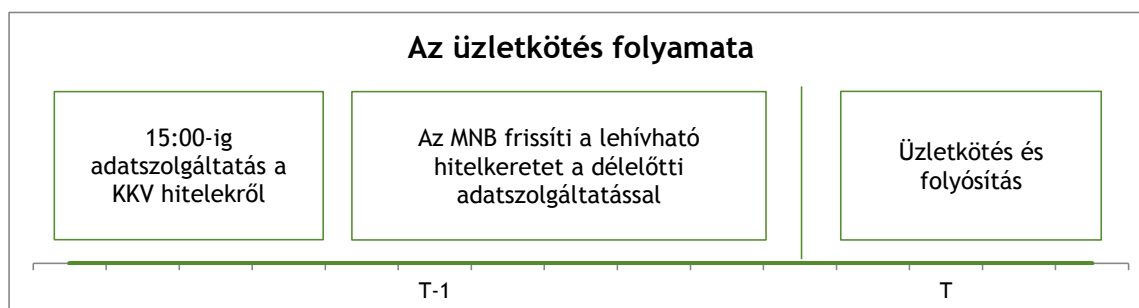 Az üzletkötés folyamata
15:00-ig
adatszolgáltatás a
KKV hitelekről
Az MNB frissíti a lehívható
hitelkeretet a délelőtti
adatszolgáltatással
Üzletkötés és
folyósítás
T-1
T